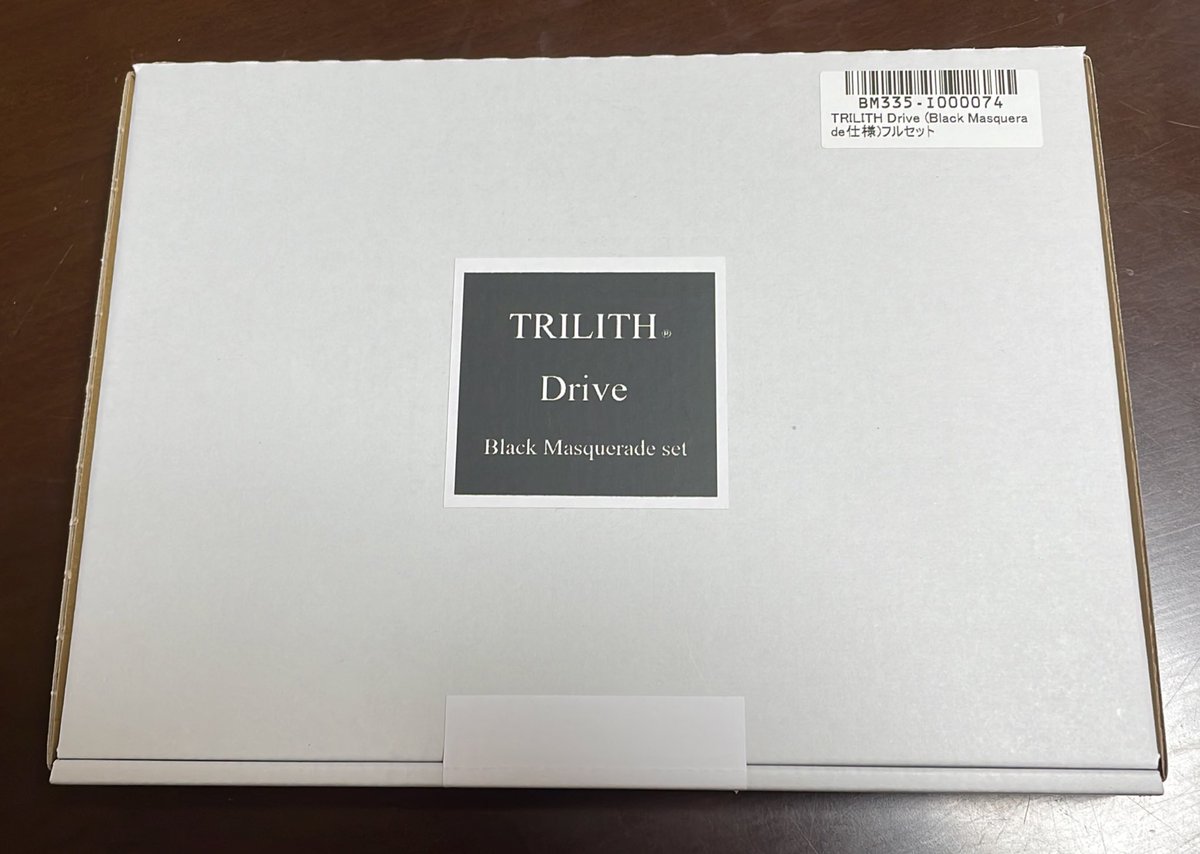 BM335-I000074
TRILITH Drive (Black Masquera
de仕様)フルセット
TRILITH®
Drive
Black Masquerade set